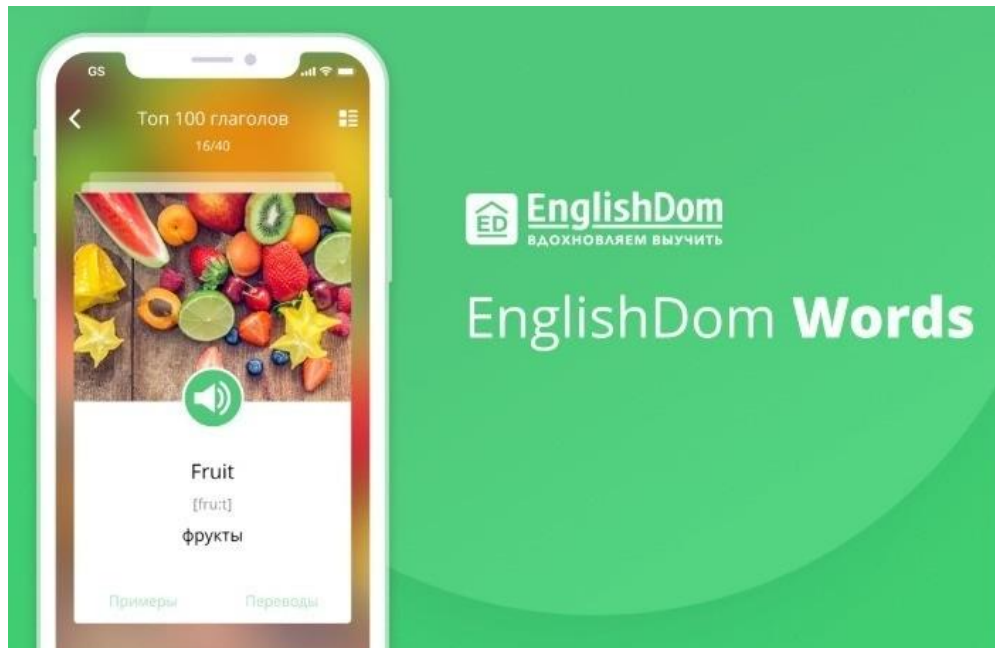 GS
Топ 100 глаголов
16/40
Fruit
[fru:t]
фрукты
Примеры Переводы
ED
EnglishDom
ВДОХНОВЛЯЕМ ВЫУЧИТЬ
EnglishDom Words